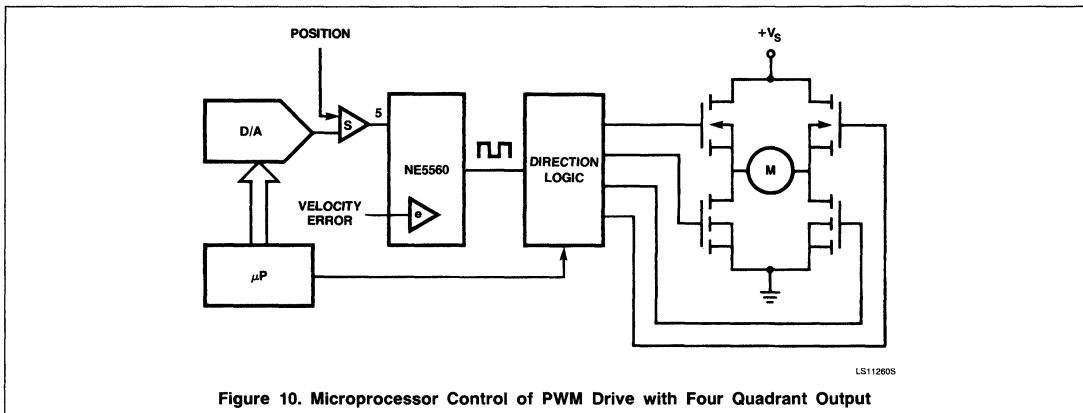 POSITION
+V_S
D/A
S
5
NE5560
DIRECTION
LOGIC
M
VELOCITY
ERROR
e
μP
LS11260S
Figure 10. Microprocessor Control of PWM Drive with Four Quadrant Output